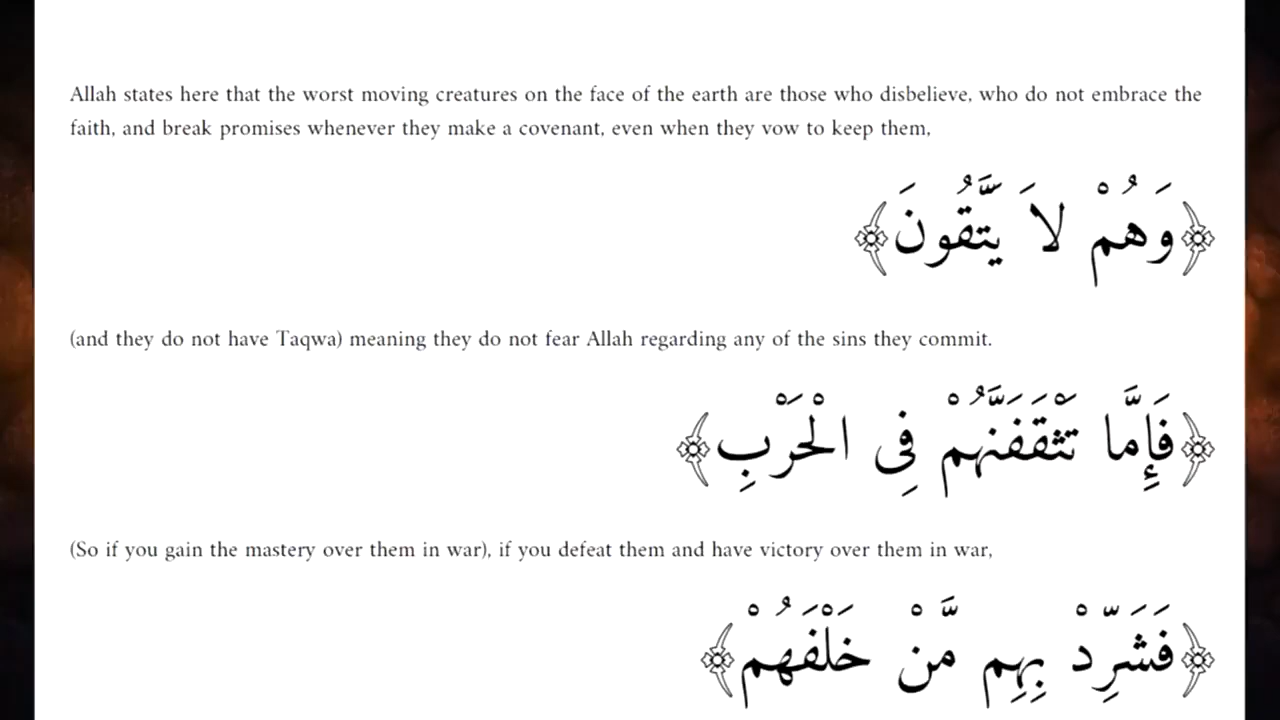 Allah states here that the worst moving creatures on the face of the earth are those who disbelieve, who do not embrace the
faith, and break promises whenever they make a covenant, even when they vow to keep them,
﴿وَهُمْ لاَ يَتَّقُونَ﴾
(and they do not have Taqwa) meaning they do not fear Allah regarding any of the sins they commit.
﴿فَإِمَّا تَثْقَفَنَّهُمْ فِى الْحَرْبِ﴾
(So if you gain the mastery over them in war), if you defeat them and have victory over them in war,
﴿فَشَرِّدْ بِهِم مَّنْ خَلْفَهُمْ﴾